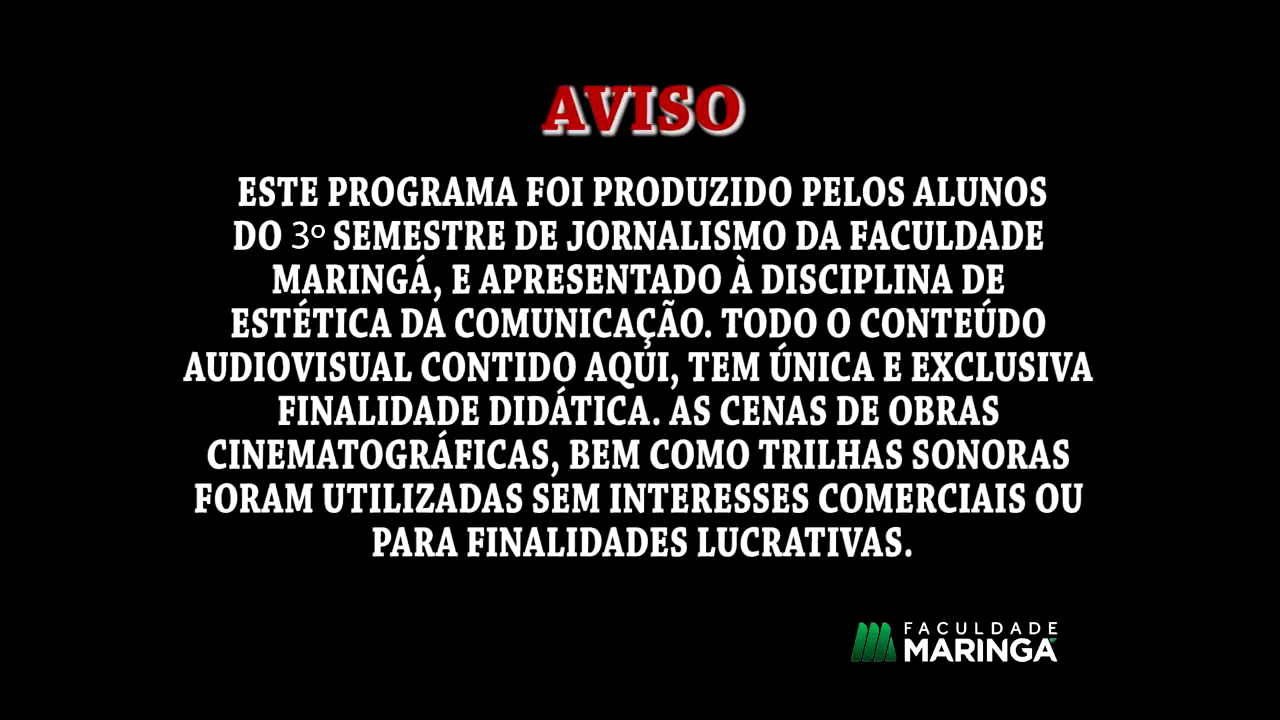 AVISO
ESTE PROGRAMA FOI PRODUZIDO PELOS ALUNOS
DO 3º SEMESTRE DE JORNALISMO DA FACULDADE
MARINGÁ, E APRESENTADO À DISCIPLINA DE
ESTÉTICA DA COMUNICAÇÃO. TODO O CONTEÚDO
AUDIOVISUAL CONTIDO AQUI, TEM ÚNICA E EXCLUSIVA
FINALIDADE DIDÁTICA. AS CENAS DE OBRAS
CINEMATOGRÁFICAS, BEM COMO TRILHAS SONORAS
FORAM UTILIZADAS SEM INTERESSES COMERCIAIS OU
PARA FINALIDADES LUCRATIVAS.
FACULDADE
MARINGÁ